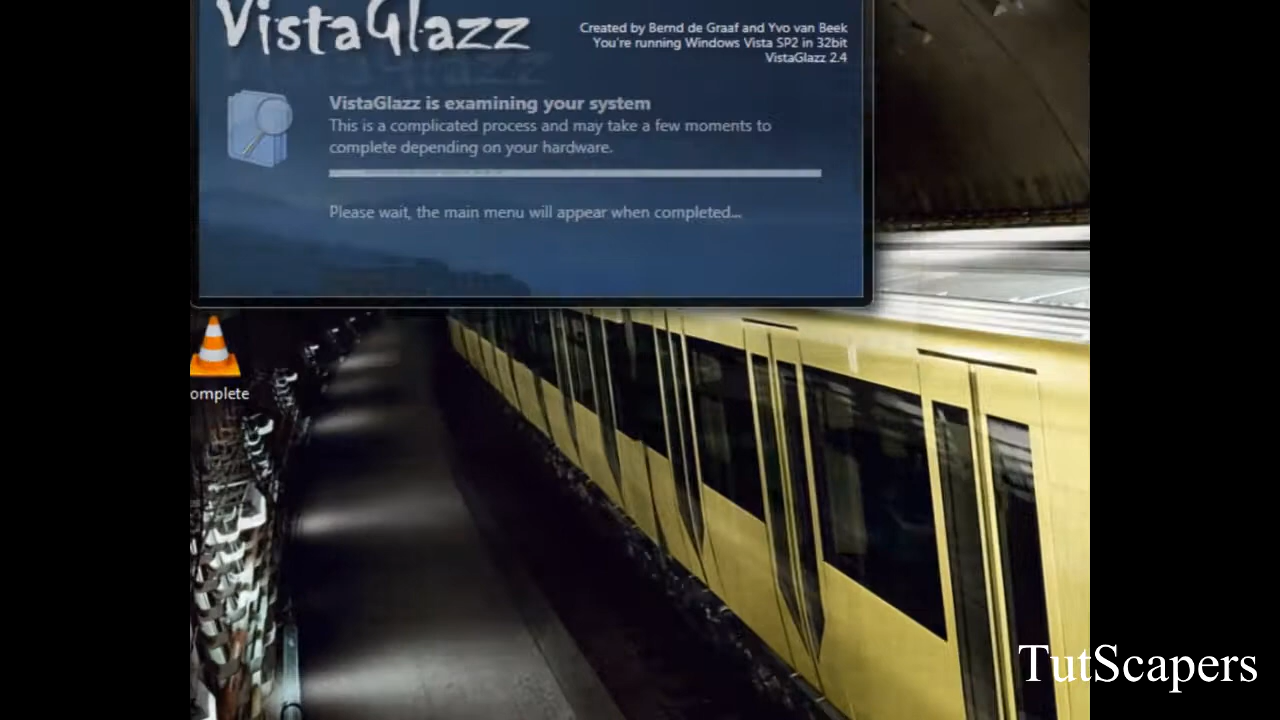 VistaGlazz
Created by Bernd de Graaf and Yvo van Beek
You're running Windows Vista SP2 in 32bit
VistaGlazz 2.4
VistaGlazz is examining your system
This is a complicated process and may take a few moments to
complete depending on your hardware.
Please wait, the main menu will appear when completed...
omplete
TutScapers